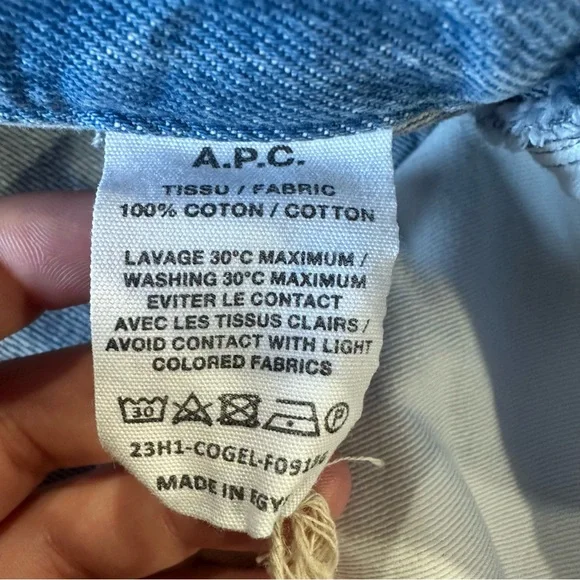 A.P.C.
TISSU / FABRIC
100% COTON / COTTON
LAVAGE 30°C MAXIMUM /
WASHING 30°C MAXIMUM
EVITER LE CONTACT
AVEC LES TISSUS CLAIRS /
AVOID CONTACT WITH LIGHT
COLORED FABRICS
30 P
MADE IN